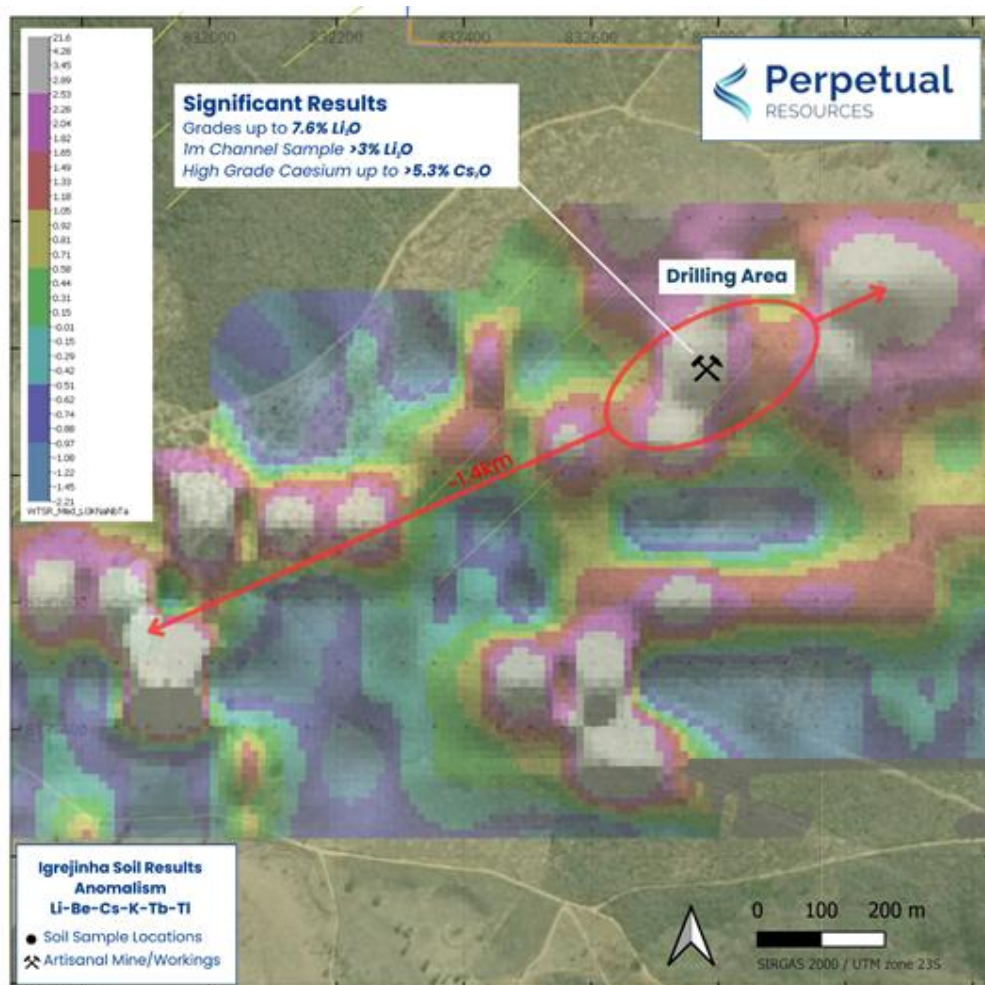 832000
832200
832400
832600
Perpetual
RESOURCES
Significant Results
Grades up to 7.6% Li₂O
1m Channel Sample >3% Li₂O
High Grade Caesium up to >5.3% Cs₂O
Drilling Area
~1.4km
21.6
4.28
3.45
2.89
2.53
2.28
2.04
1.82
1.65
1.49
1.33
1.18
1.05
0.92
0.81
0.71
0.58
0.44
0.31
0.15
-0.01
-0.15
-0.29
-0.42
-0.51
-0.62
-0.74
-0.88
-0.97
-1.09
-1.22
-1.45
-2.21
Igrejinha Soil Results
Anomalism
Li-Be-Cs-K-Tb-Tl
Soil Sample Locations
Artisanal Mine/Workings
0 100 200 m
SIRGAS 2000 / UTM zone 23S